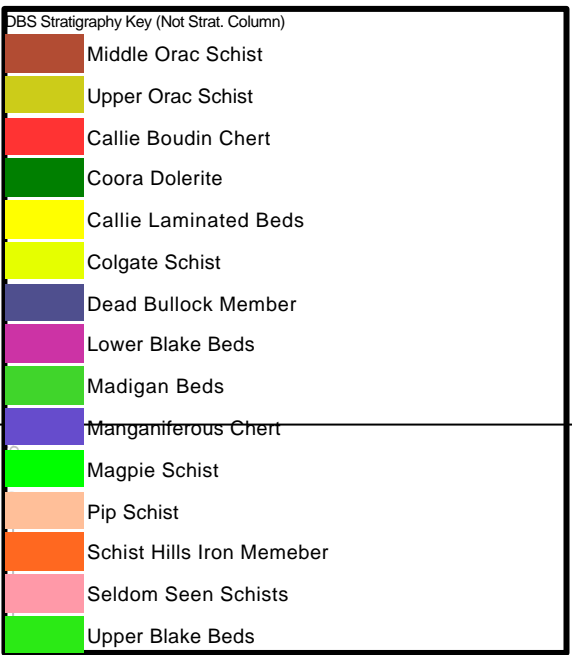 DBS Stratigraphy Key (Not Strat. Column)
Middle Orac Schist
Upper Orac Schist
Callie Boudin Chert
Coora Dolerite
Callie Laminated Beds
Colgate Schist
Dead Bullock Member
Lower Blake Beds
Madigan Beds
Manganiferous Chert
Magpie Schist
Pip Schist
Schist Hills Iron Memeber
Seldom Seen Schists
Upper Blake Beds